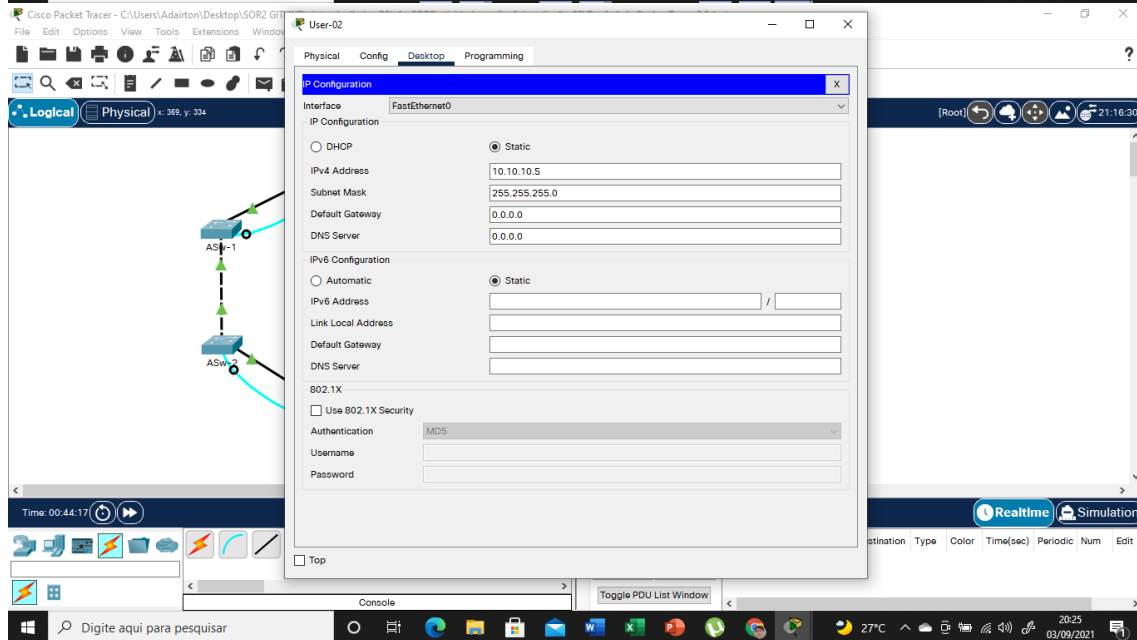 Cisco Packet Tracer - C:\Users\Adairton\Desktop\SOR2 GIT
File Edit Options View Tools Extensions Window
?
Logical Physical x: 369, y: 334
[Root] 21:16:30
ASw-1
ASw-2
User-02
Physical Config Desktop Programming
IP Configuration X
Interface FastEthernet0
IP Configuration
DHCP Static
IPv4 Address 10.10.10.5
Subnet Mask 255.255.255.0
Default Gateway 0.0.0.0
DNS Server 0.0.0.0
IPv6 Configuration
Automatic Static
IPv6 Address /
Link Local Address
Default Gateway
DNS Server
802.1X
Use 802.1X Security
Authentication MD5
Username
Password
Top
Time: 00:44:17
Realtime Simulation
stination Type Color Time(sec) Periodic Num Edit
Toggle PDU List Window
Console
Digite aqui para pesquisar
27°C
20:25
03/09/2021